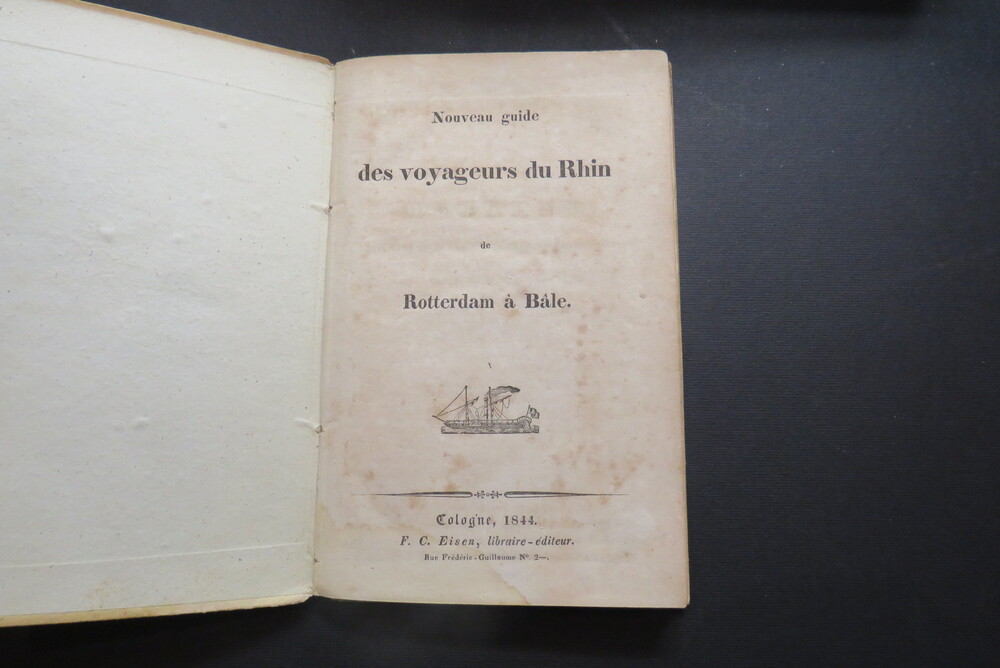 Nouveau guide
des voyageurs du Rhin
de
Rotterdam à Bâle.
Cologne, 1844.
F. C. Eisen, libraire-éditeur.
Rue Frédéric-Guillaume Nº 2—.